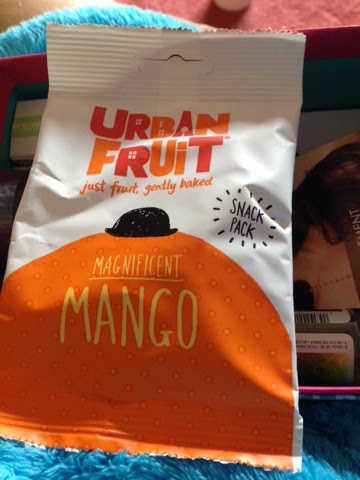 URBAN
FRUIT
just fruit, gently baked
SNACK
PACK
MAGNIFICENT
MANGO